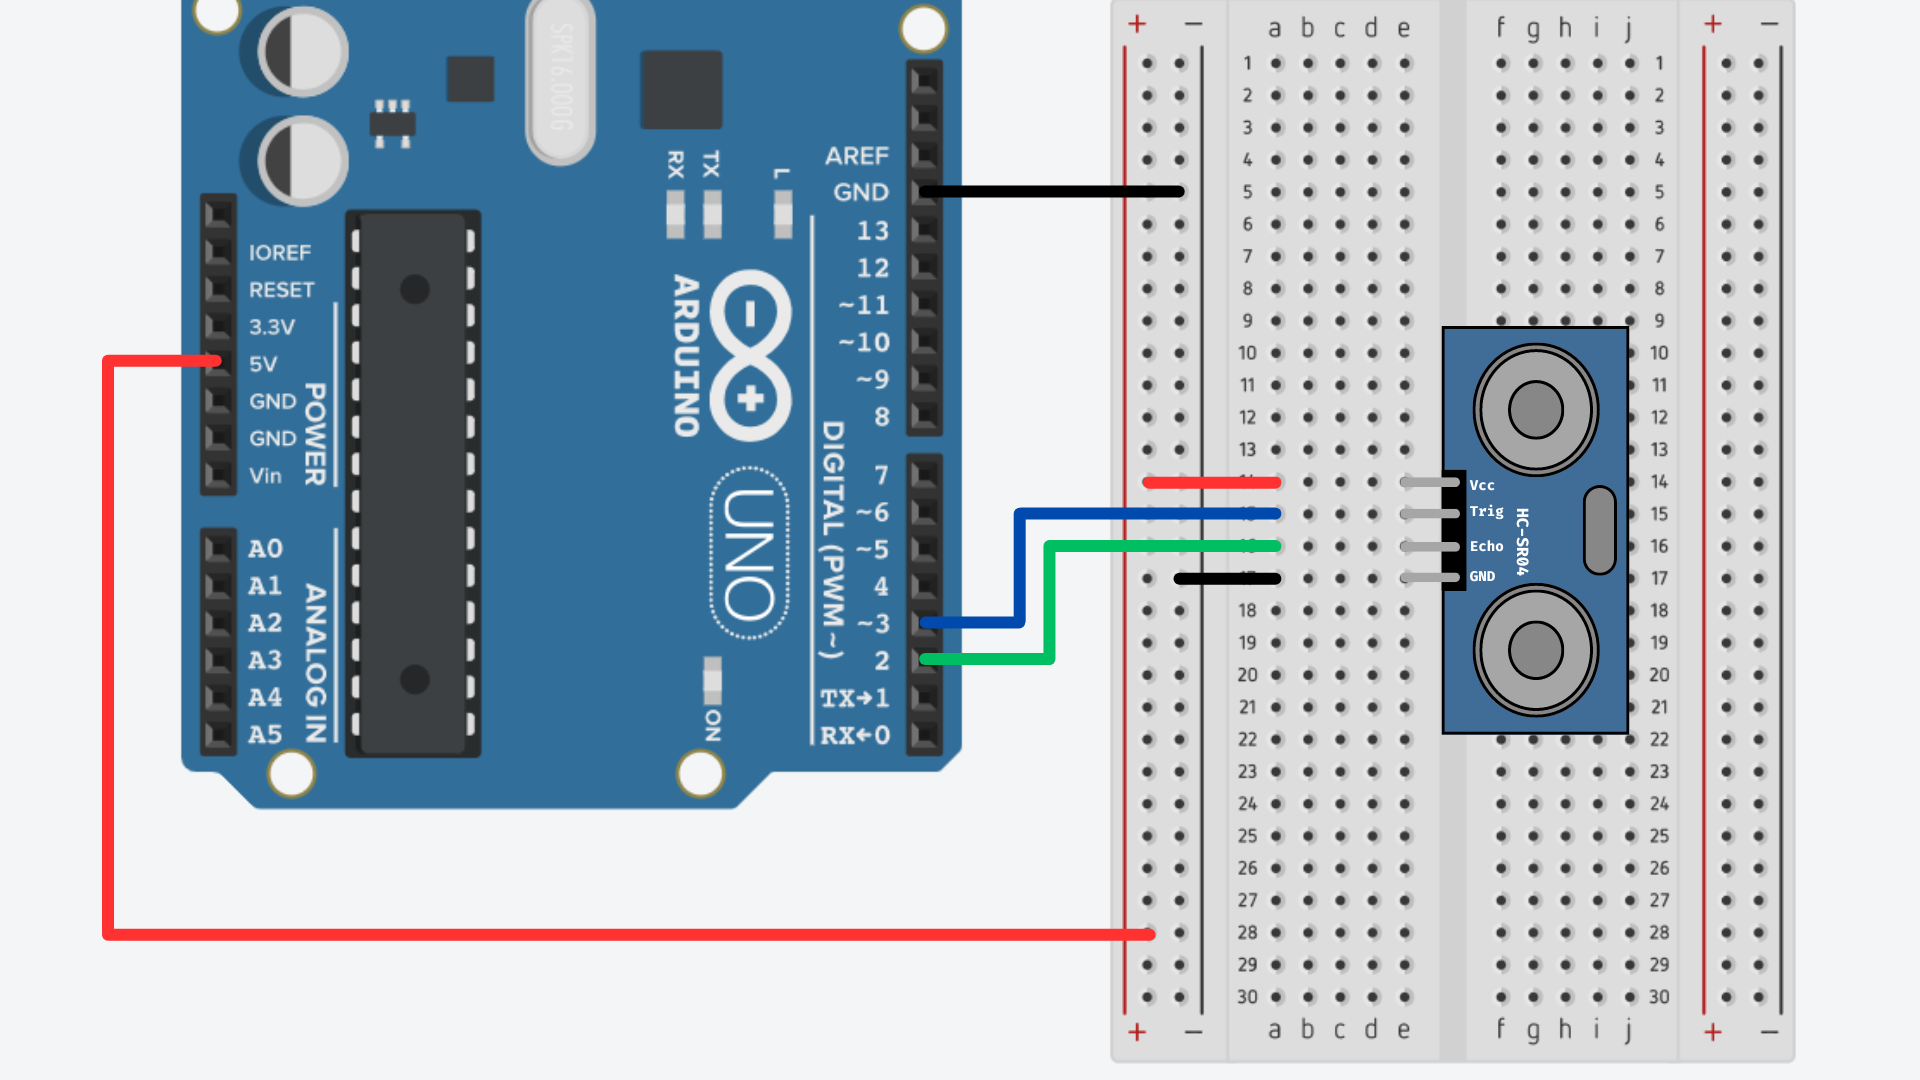 SPK16.000G
RX
TX
L
AREF
GND
13
12
~11
~10
~9
8
7
~6
~5
4
~3
2
TX→1
RX←0
DIGITAL (PWM~)
ARDUINO
UNO
ON
IOREF
RESET
3.3V
5V
GND
GND
Vin
POWER
A0
A1
A2
A3
A4
A5
ANALOG IN
+ − a b c d e f g h i j + −
1 1
2 2
3 3
4 4
5 5
6 6
7 7
8 8
9 9
10 10
11 11
12 12
13 13
14
15
16
17
18 18
19 19
20 20
21 21
22 22
23 23
24 24
25 25
26 26
27 27
28 28
29 29
30 30
+ − a b c d e f g h i j + −
Vcc
Trig
Echo
GND
HC-SR04